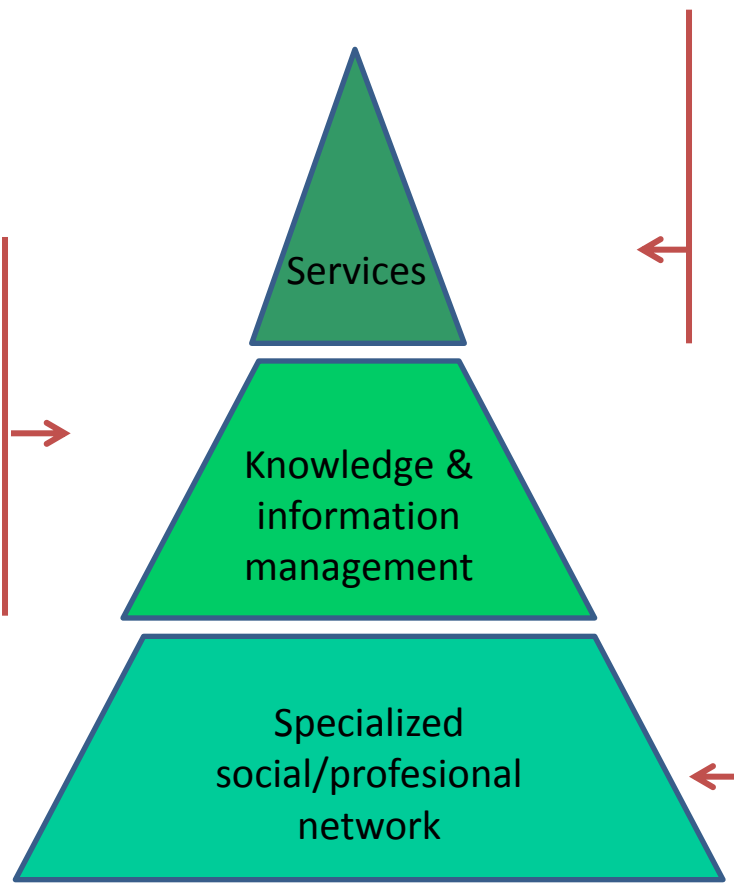 Services
Knowledge &
information
management
Specialized
social/profesional
network